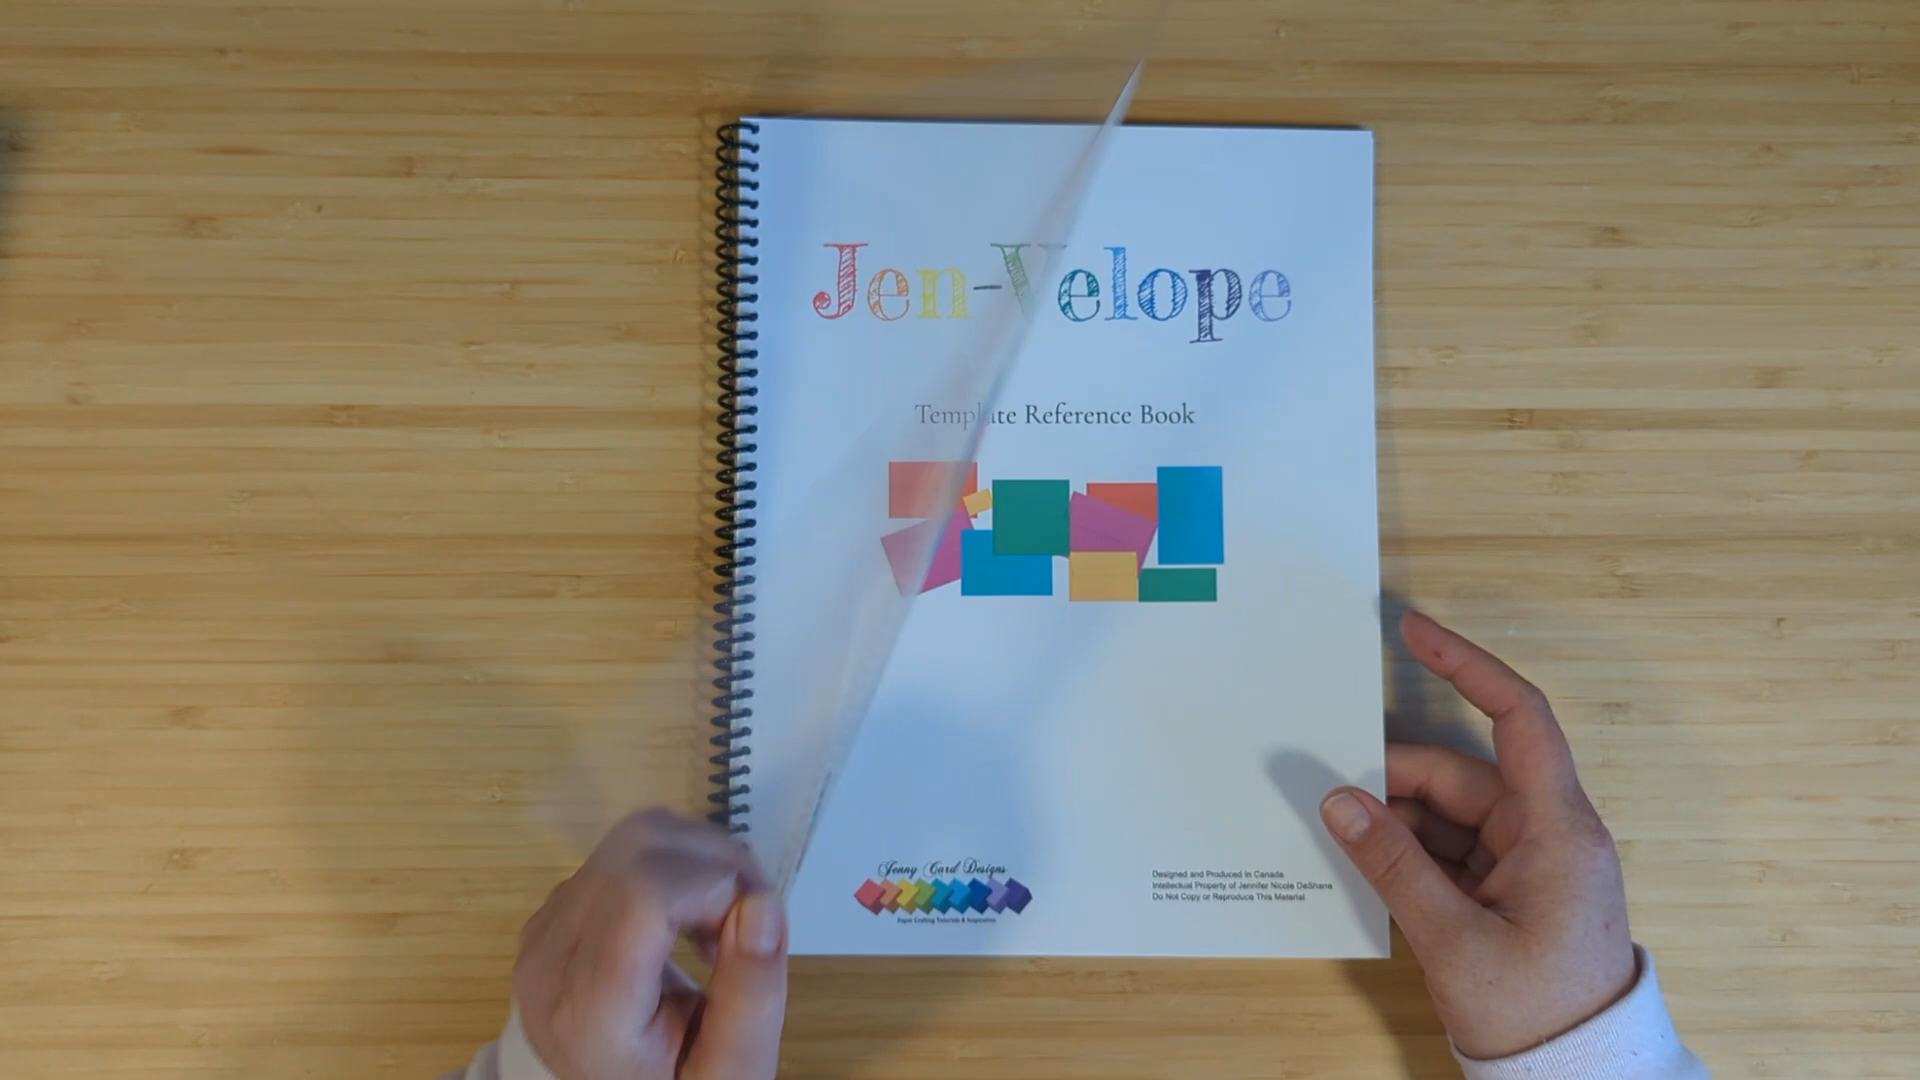 Jen-Velope
Template Reference Book
Jenny Card Designs
Paper Crafting Tutorials & Inspiration
Designed and Produced In Canada
Intellectual Property of Jennifer Nicole DeShane
Do Not Copy or Reproduce This Material